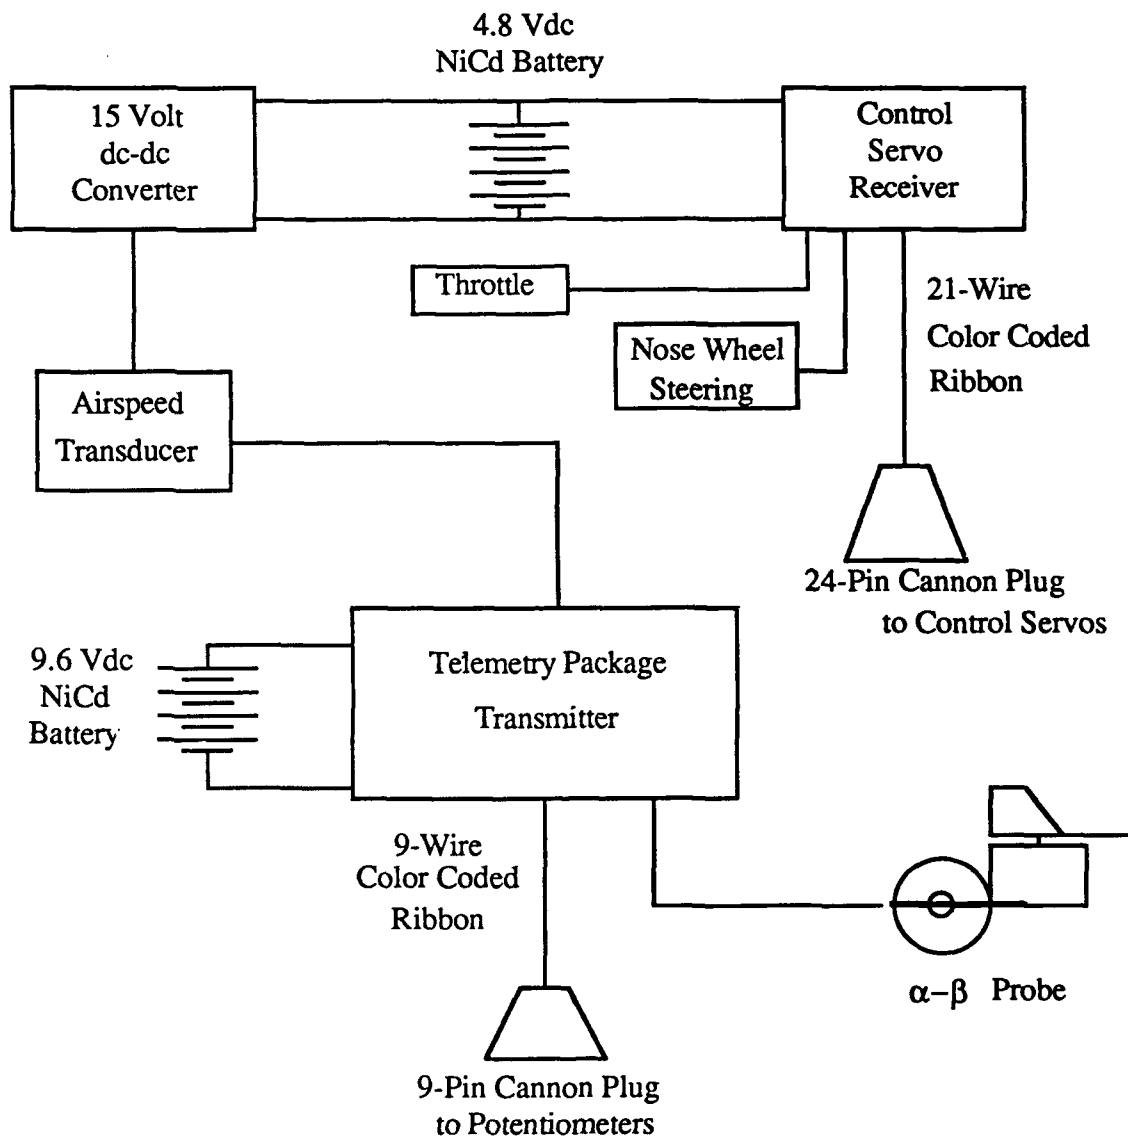 4.8 Vdc
NiCd Battery
15 Volt
dc-dc
Converter
Control
Servo
Receiver
Throttle
Nose Wheel
Steering
21-Wire
Color Coded
Ribbon
Airspeed
Transducer
24-Pin Cannon Plug
to Control Servos
9.6 Vdc
NiCd
Battery
Telemetry Package
Transmitter
9-Wire
Color Coded
Ribbon
α–β Probe
9-Pin Cannon Plug
to Potentiometers